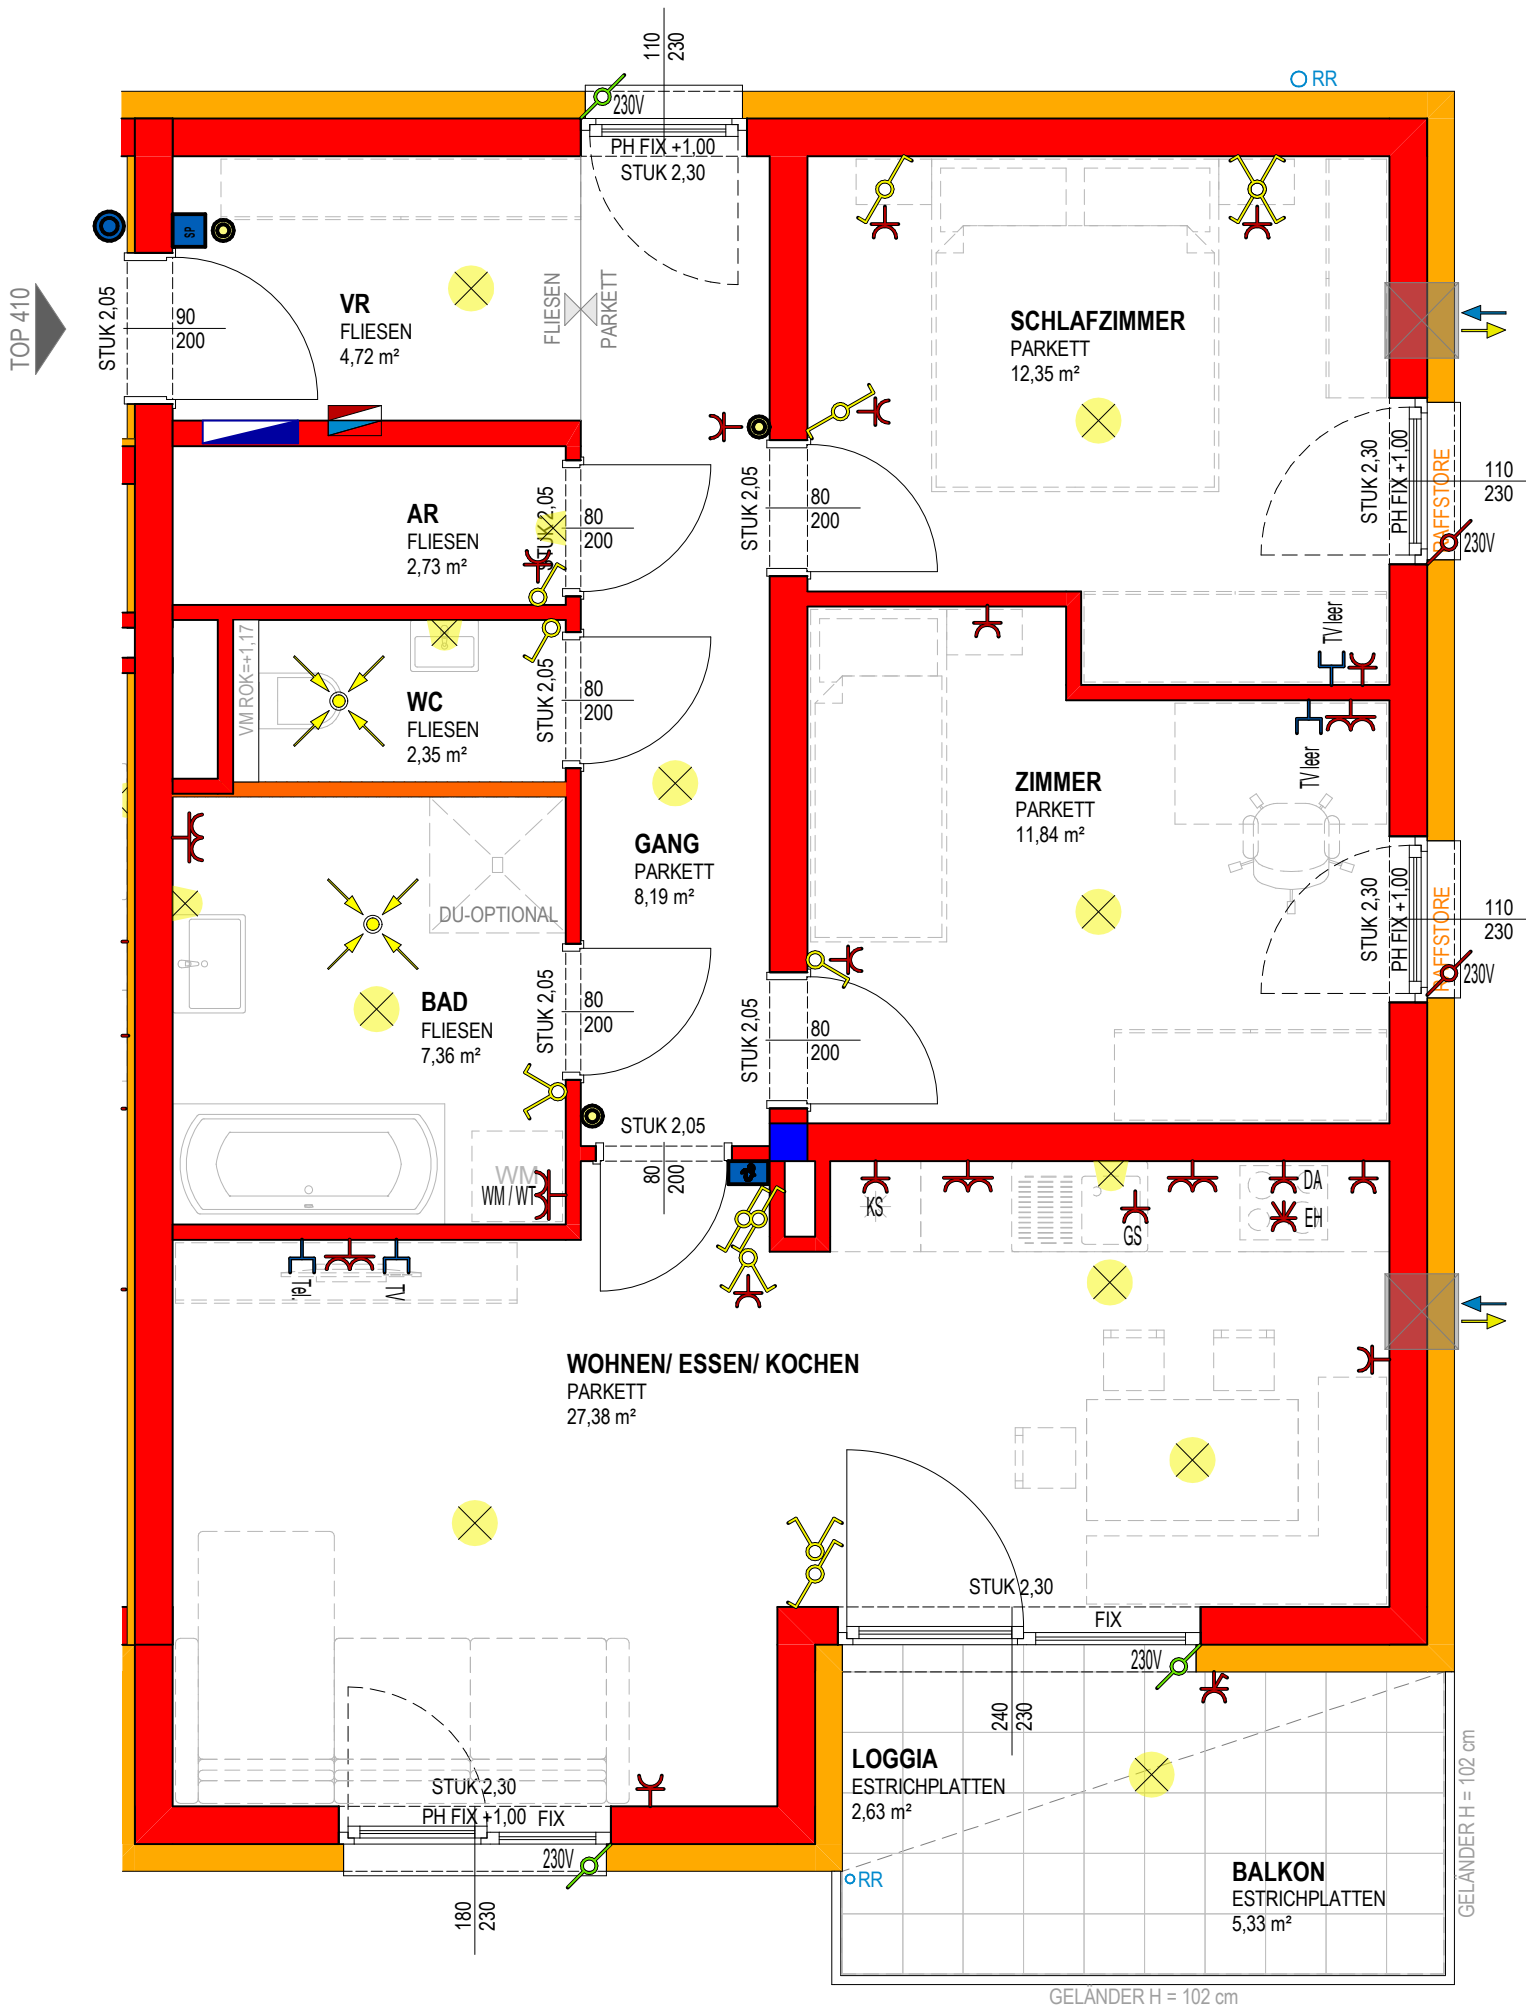 110
230
RR
230V
PH FIX +1,00
STUK 2,30
TOP 410
STUK 2,05
90
200
SP
VR
FLIESEN
4,72 m²
FLIESEN
PARKETT
SCHLAFZIMMER
PARKETT
12,35 m²
STUK 2,30
PH FIX +1,00
RAFFSTORE
110
230
230V
AR
FLIESEN
2,73 m²
STUK 2,05
80
200
STUK 2,05
80
200
VM ROK=+1,17
WC
FLIESEN
2,35 m²
STUK 2,05
80
200
TV leer
TV leer
ZIMMER
PARKETT
11,84 m²
GANG
PARKETT
8,19 m²
DU-OPTIONAL
STUK 2,30
PH FIX +1,00
RAFFSTORE
110
230
230V
BAD
FLIESEN
7,36 m²
STUK 2,05
80
200
STUK 2,05
80
200
STUK 2,05
80
200
WM
WM / WT
KS
GS
DA
EH
Tel.
TV
WOHNEN/ ESSEN/ KOCHEN
PARKETT
27,38 m²
STUK 2,30
FIX
230V
240
230
STUK 2,30
PH FIX +1,00
FIX
230V
180
230
LOGGIA
ESTRICHPLATTEN
2,63 m²
RR
BALKON
ESTRICHPLATTEN
5,33 m²
GELÄNDER H = 102 cm
GELÄNDER H = 102 cm